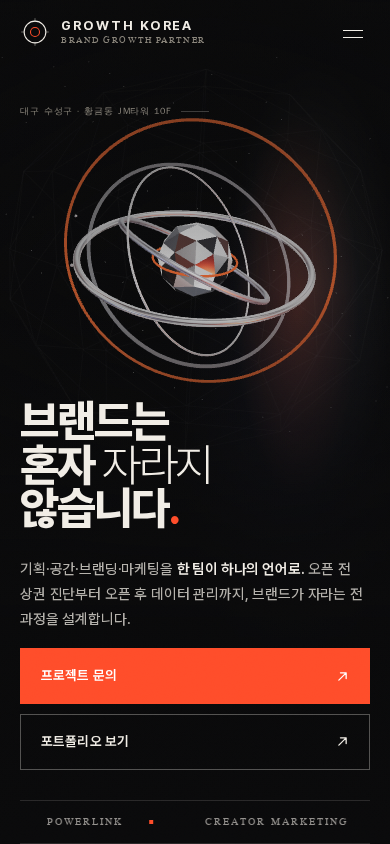 GROWTH KOREA
BRAND GROWTH PARTNER
대구 수성구 · 황금동 JM타워 10F
브랜드는
혼자 자라지
않습니다.
기획·공간·브랜딩·마케팅을 한 팀이 하나의 언어로. 오픈 전
상권 진단부터 오픈 후 데이터 관리까지, 브랜드가 자라는 전
과정을 설계합니다.
프로젝트 문의
포트폴리오 보기
POWERLINK CREATOR MARKETING